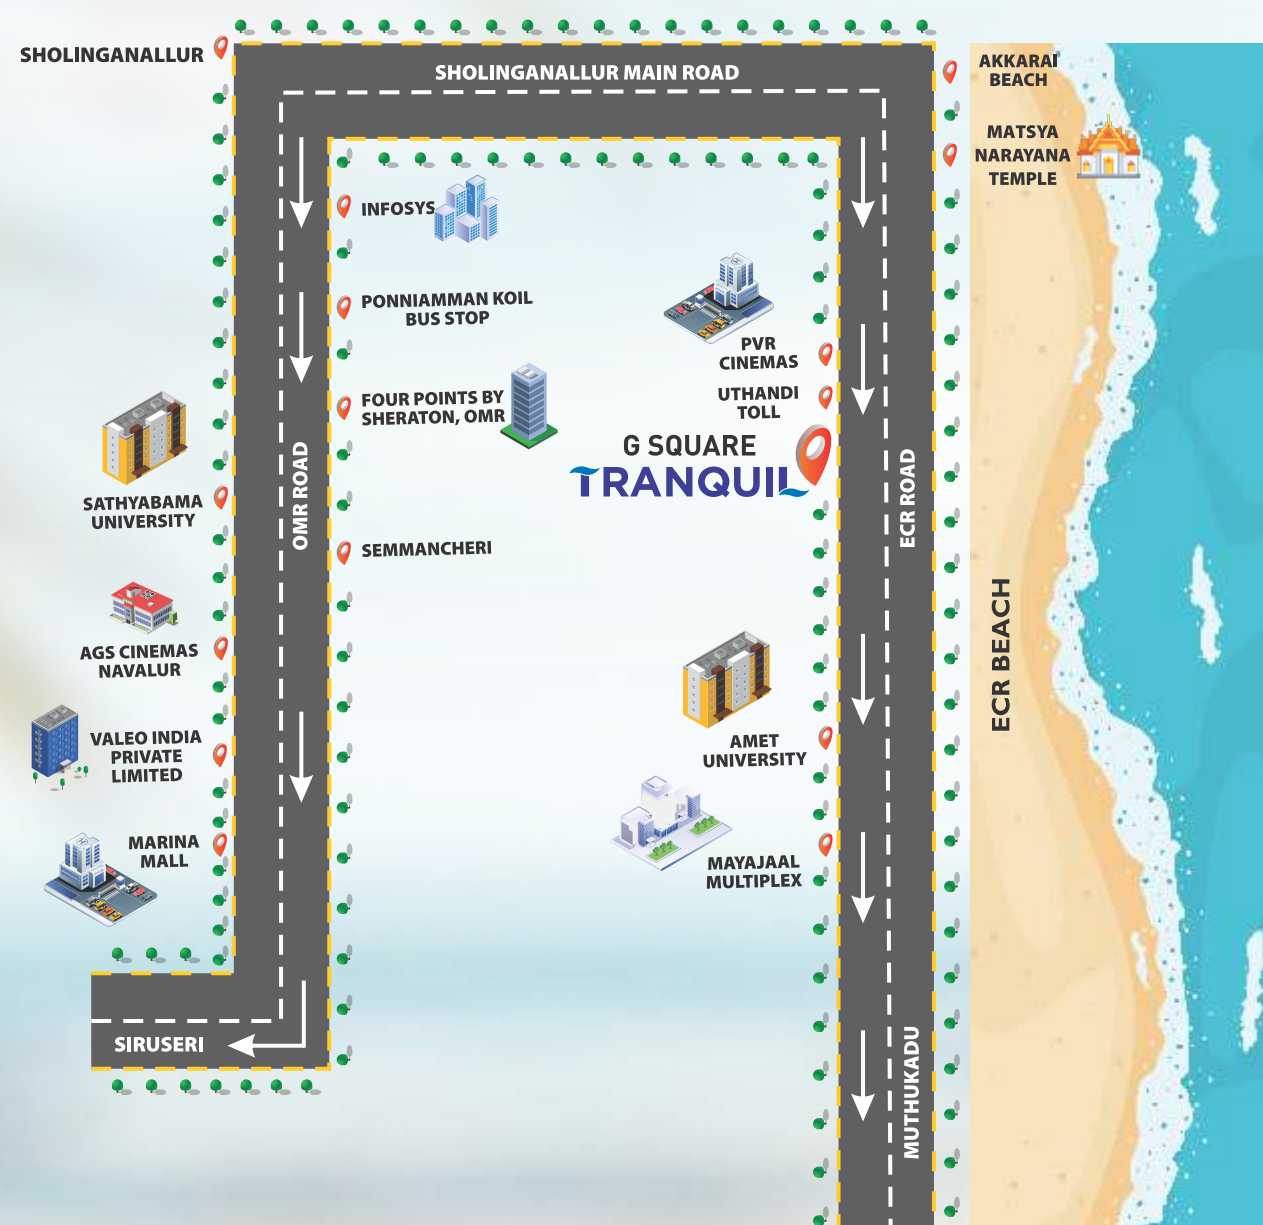 SHOLINGANALLUR
SHOLINGANALLUR MAIN ROAD
AKKARAI
BEACH
MATSYA
NARAYANA
TEMPLE
INFOSYS
PONNIAMMAN KOIL
BUS STOP
PVR
CINEMAS
FOUR POINTS BY
SHERATON, OMR
UTHANDI
TOLL
G SQUARE
TRANQUIL
SATHYABAMA
UNIVERSITY
OMR ROAD
ECR ROAD
SEMMANCHERI
ECR BEACH
AGS CINEMAS
NAVALUR
VALEO INDIA
PRIVATE
LIMITED
AMET
UNIVERSITY
MARINA
MALL
MAYAJAAL
MULTIPLEX
SIRUSERI
MUTHUKADU